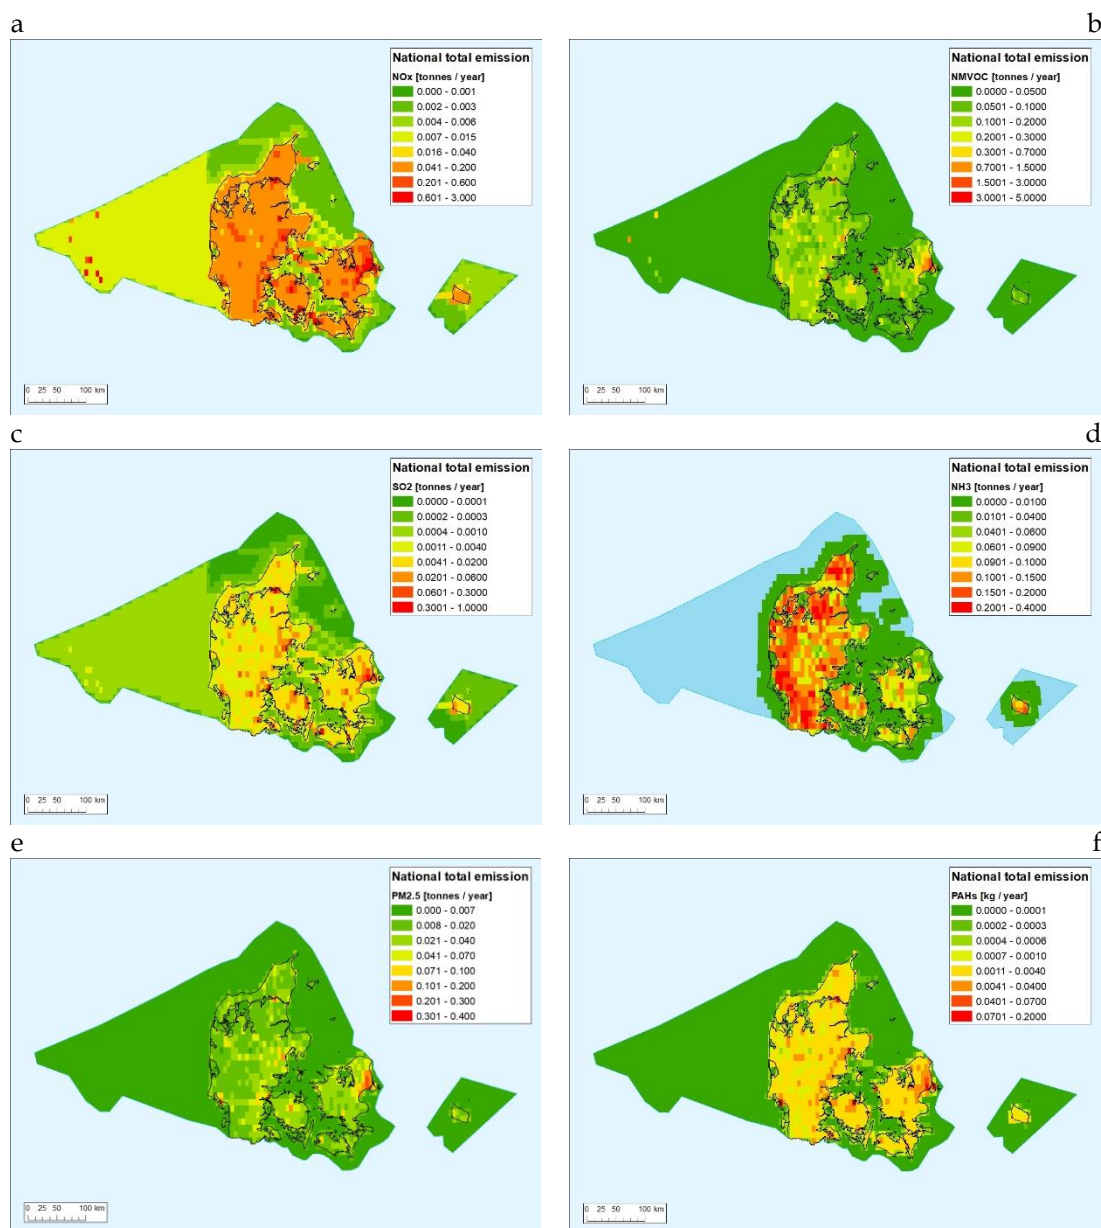 a
National total emission
NOx [tonnes / year]
0.000 - 0.001
0.002 - 0.003
0.004 - 0.006
0.007 - 0.015
0.016 - 0.040
0.041 - 0.200
0.201 - 0.600
0.601 - 3.000
0 25 50 100 km
b
National total emission
NMVOC [tonnes / year]
0.0000 - 0.0500
0.0501 - 0.1000
0.1001 - 0.2000
0.2001 - 0.3000
0.3001 - 0.7000
0.7001 - 1.5000
1.5001 - 3.0000
3.0001 - 5.0000
0 25 50 100 km
c
National total emission
SO2 [tonnes / year]
0.0000 - 0.0001
0.0002 - 0.0003
0.0004 - 0.0010
0.0011 - 0.0040
0.0041 - 0.0200
0.0201 - 0.0600
0.0601 - 0.3000
0.3001 - 1.0000
0 25 50 100 km
d
National total emission
NH3 [tonnes / year]
0.0000 - 0.0100
0.0101 - 0.0400
0.0401 - 0.0600
0.0601 - 0.0900
0.0901 - 0.1000
0.1001 - 0.1500
0.1501 - 0.2000
0.2001 - 0.4000
0 25 50 100 km
e
National total emission
PM2.5 [tonnes / year]
0.000 - 0.007
0.008 - 0.020
0.021 - 0.040
0.041 - 0.070
0.071 - 0.100
0.101 - 0.200
0.201 - 0.300
0.301 - 0.400
0 25 50 100 km
f
National total emission
PAHs [kg / year]
0.0000 - 0.0001
0.0002 - 0.0003
0.0004 - 0.0006
0.0007 - 0.0010
0.0011 - 0.0040
0.0041 - 0.0400
0.0401 - 0.0700
0.0701 - 0.2000
0 25 50 100 km